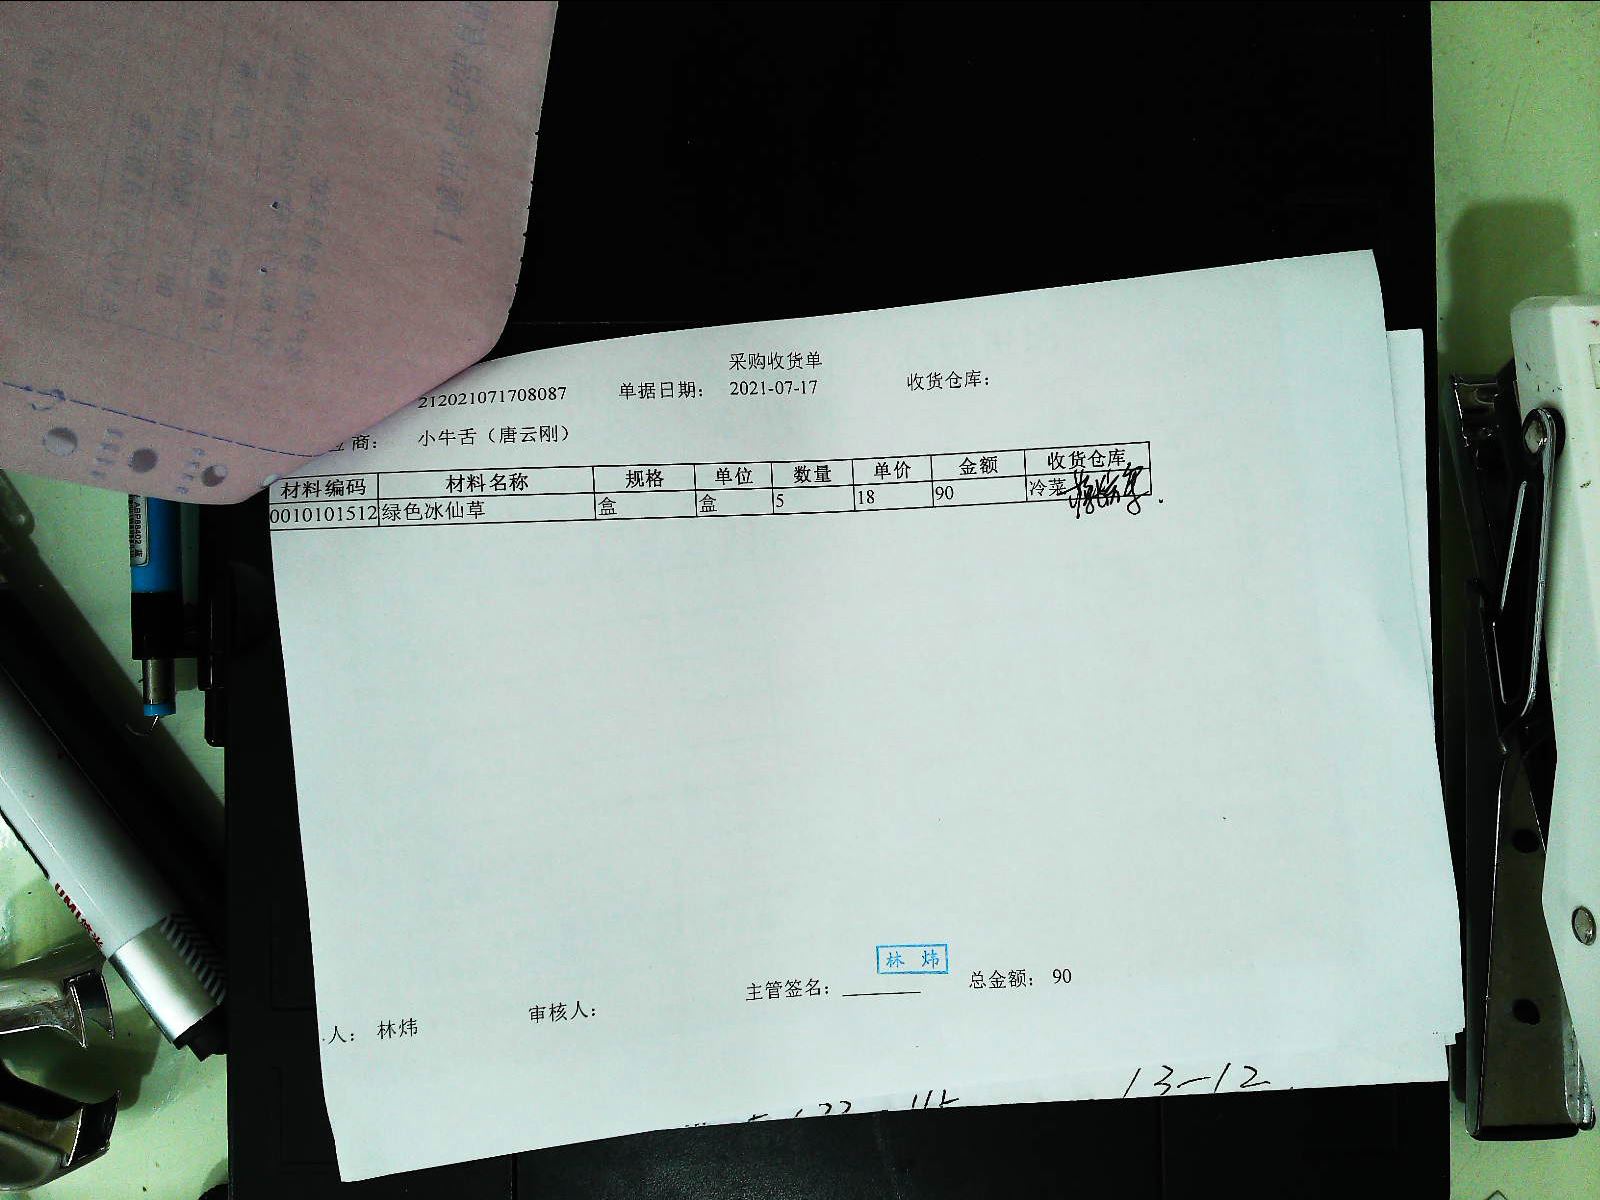 采购收货单
212021071708087 单据日期： 2021-07-17 收货仓库：
商： 小牛舌（唐云刚）
材料编码 材料名称 规格 单位 数量 单价 金额 收货仓库
0010101512 绿色冰仙草 盒 盒 5 18 90 冷菜
林 炜
主管签名： 总金额： 90
人： 林炜 审核人：
13-12